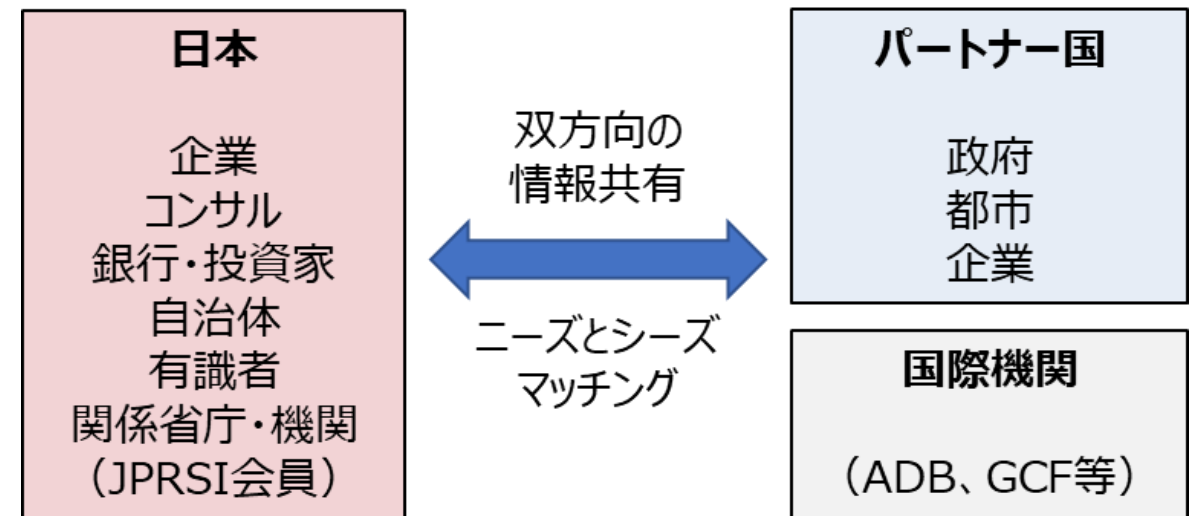 日本
企業
コンサル
銀行・投資家
自治体
有識者
関係省庁・機関
(JPRSI会員)
双方向の
情報共有
ニーズとシーズ
マッチング
パートナー国
政府
都市
企業
国際機関
(ADB、GCF等)